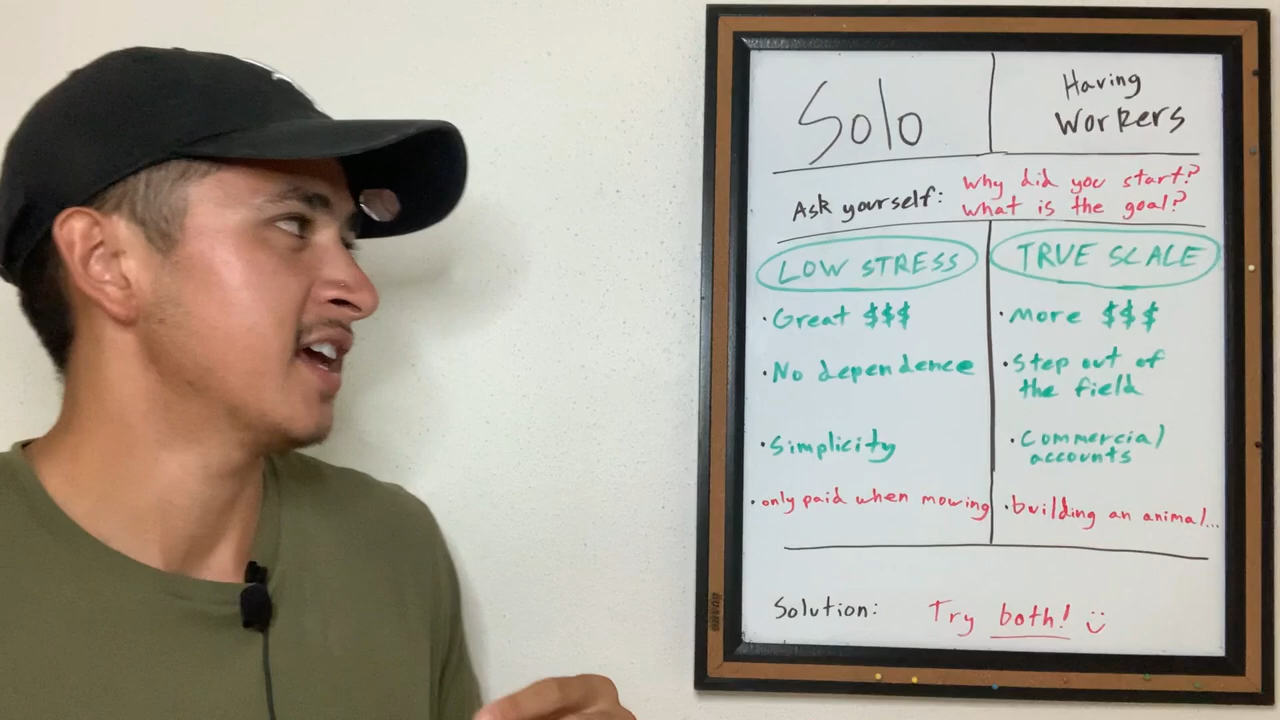 Solo
Having
Workers
Ask yourself:
Why did you start?
what is the goal?
LOW STRESS
• Great $$$
• No dependence
• Simplicity
• only paid when mowing
TRUE SCALE
• More $$$
• Step out of
the field
• Commercial
accounts
• building an animal...
Solution: Try both! :)